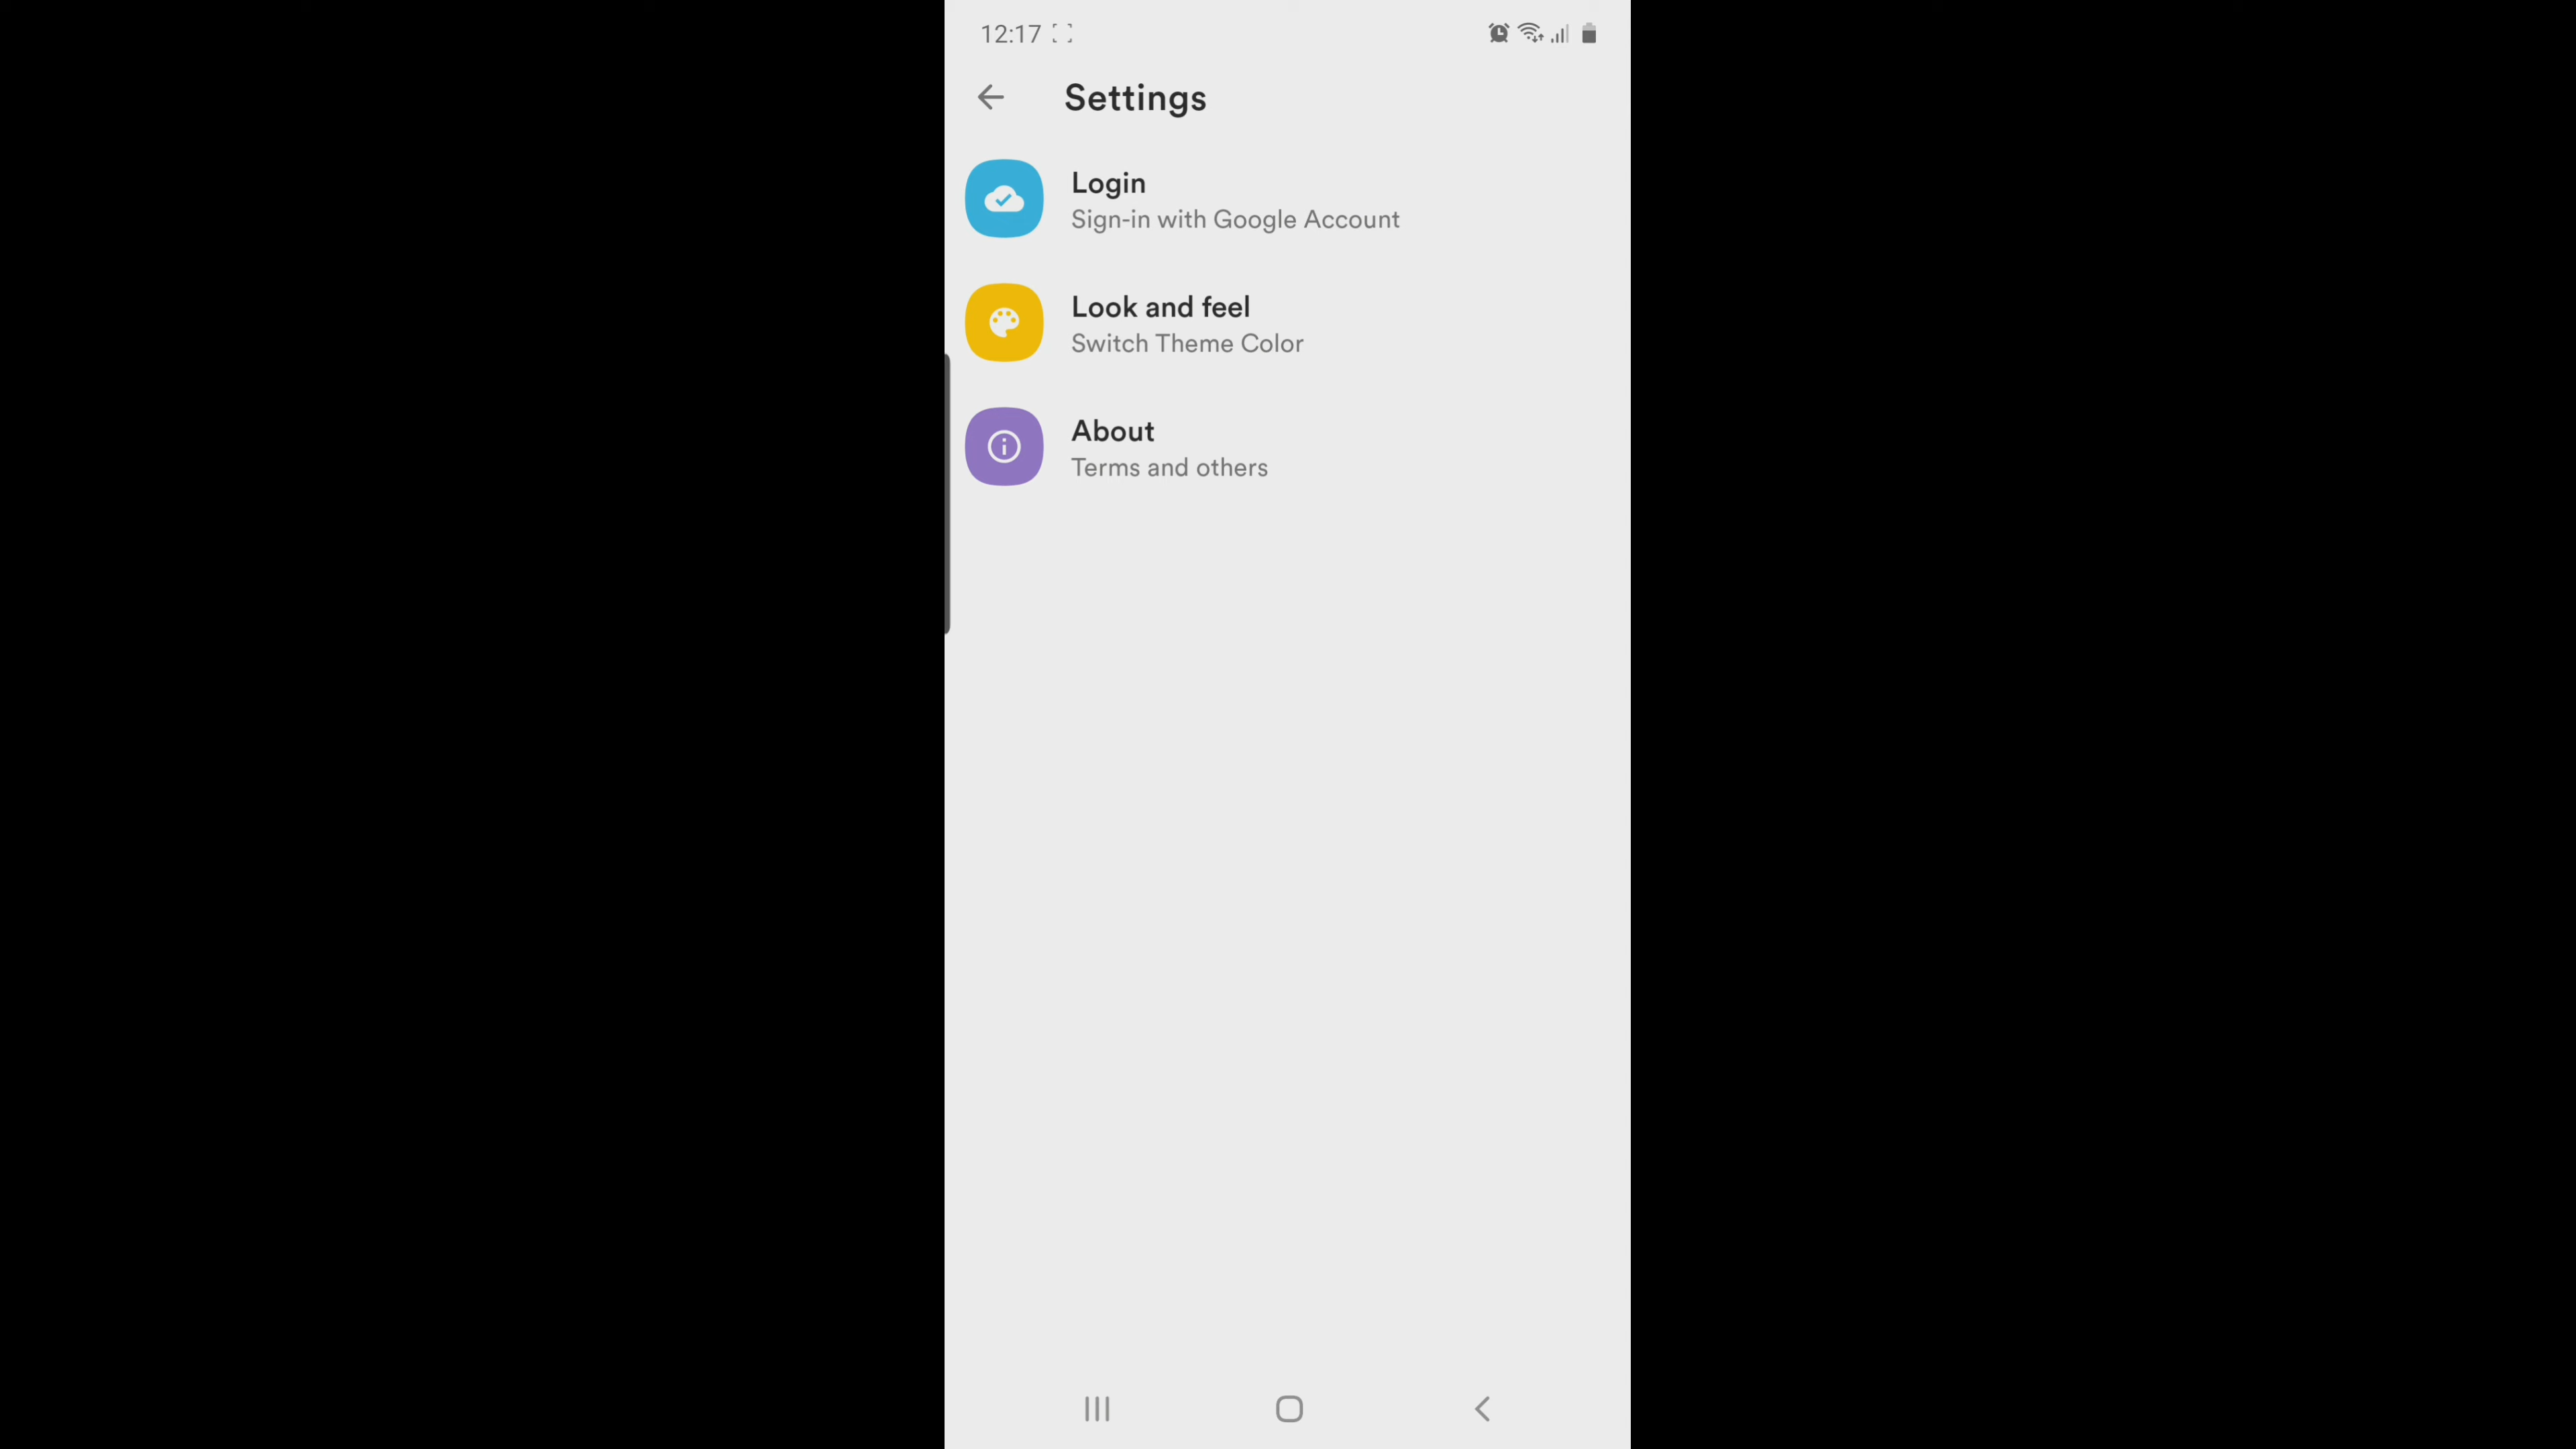 12:17
Settings
Login
Sign-in with Google Account
Look and feel
Switch Theme Color
About
Terms and others